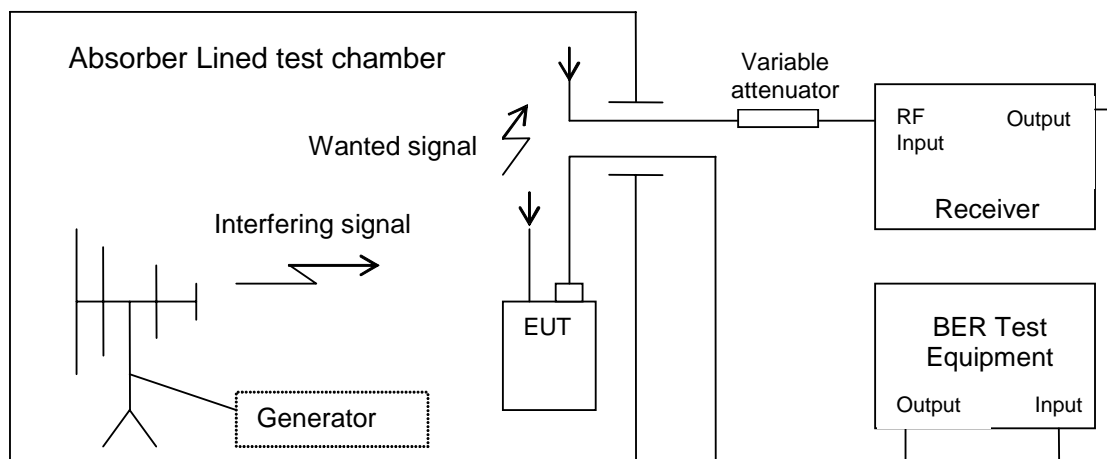 Absorber Lined test chamber
Variable
attenuator
RF
Input
Output
Receiver
Wanted signal
Interfering signal
EUT
Generator
BER Test
Equipment
Output
Input